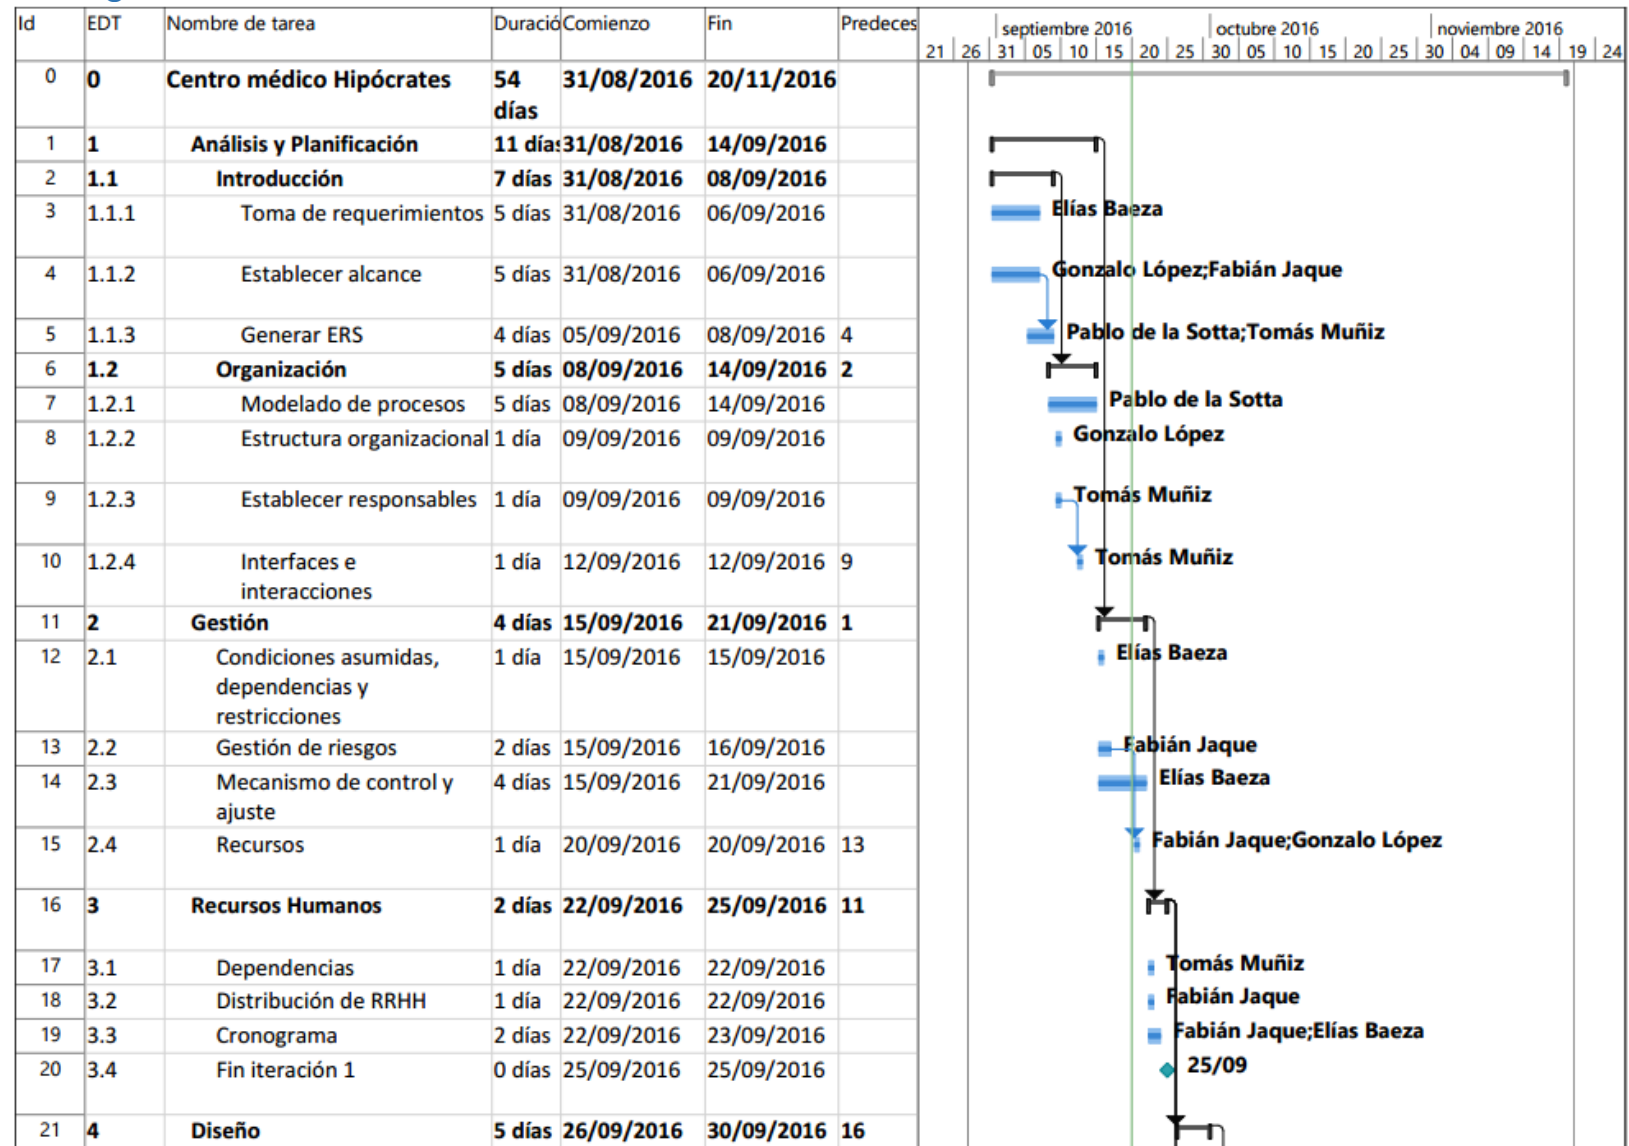 Id EDT Nombre de tarea Duració Comienzo Fin Predeces
septiembre 2016 octubre 2016 noviembre 2016
21 26 31 05 10 15 20 25 30 05 10 15 20 25 30 04 09 14 19 24
0 0 Centro médico Hipócrates 54 31/08/2016 20/11/2016
días
1 1 Análisis y Planificación 11 días 31/08/2016 14/09/2016
2 1.1 Introducción 7 días 31/08/2016 08/09/2016
3 1.1.1 Toma de requerimientos 5 días 31/08/2016 06/09/2016 Elías Baeza
4 1.1.2 Establecer alcance 5 días 31/08/2016 06/09/2016 Gonzalo López;Fabián Jaque
5 1.1.3 Generar ERS 4 días 05/09/2016 08/09/2016 4 Pablo de la Sotta;Tomás Muñiz
6 1.2 Organización 5 días 08/09/2016 14/09/2016 2
7 1.2.1 Modelado de procesos 5 días 08/09/2016 14/09/2016 Pablo de la Sotta
8 1.2.2 Estructura organizacional 1 día 09/09/2016 09/09/2016 Gonzalo López
9 1.2.3 Establecer responsables 1 día 09/09/2016 09/09/2016 Tomás Muñiz
10 1.2.4 Interfaces e 1 día 12/09/2016 12/09/2016 9 Tomás Muñiz
interacciones
11 2 Gestión 4 días 15/09/2016 21/09/2016 1
12 2.1 Condiciones asumidas, 1 día 15/09/2016 15/09/2016 Elías Baeza
dependencias y
restricciones
13 2.2 Gestión de riesgos 2 días 15/09/2016 16/09/2016 Fabián Jaque
14 2.3 Mecanismo de control y 4 días 15/09/2016 21/09/2016 Elías Baeza
ajuste
15 2.4 Recursos 1 día 20/09/2016 20/09/2016 13 Fabián Jaque;Gonzalo López
16 3 Recursos Humanos 2 días 22/09/2016 25/09/2016 11
17 3.1 Dependencias 1 día 22/09/2016 22/09/2016 Tomás Muñiz
18 3.2 Distribución de RRHH 1 día 22/09/2016 22/09/2016 Fabián Jaque
19 3.3 Cronograma 2 días 22/09/2016 23/09/2016 Fabián Jaque;Elías Baeza
20 3.4 Fin iteración 1 0 días 25/09/2016 25/09/2016 25/09
21 4 Diseño 5 días 26/09/2016 30/09/2016 16